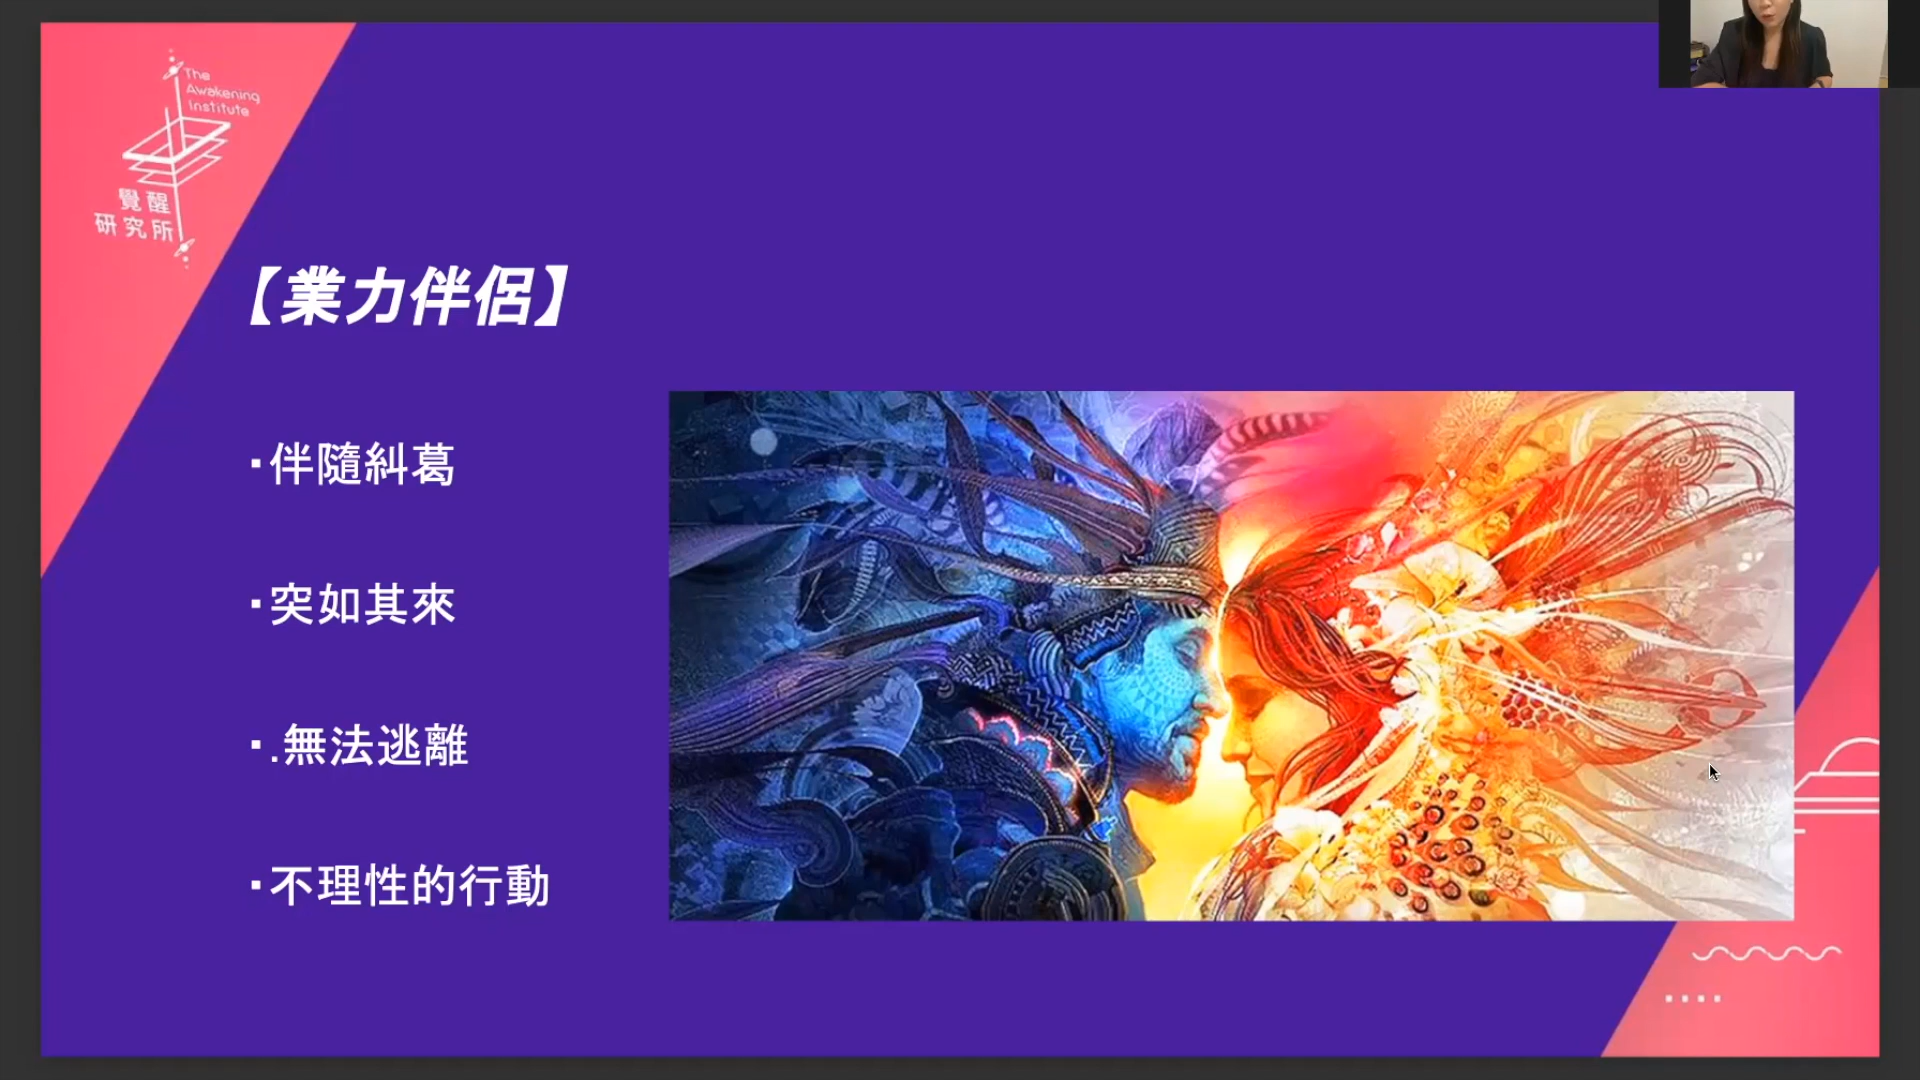 The
Awakening
Institute
覺醒
研究所
【業力伴侶】
·伴隨糾葛
·突如其來
·.無法逃離
·不理性的行動